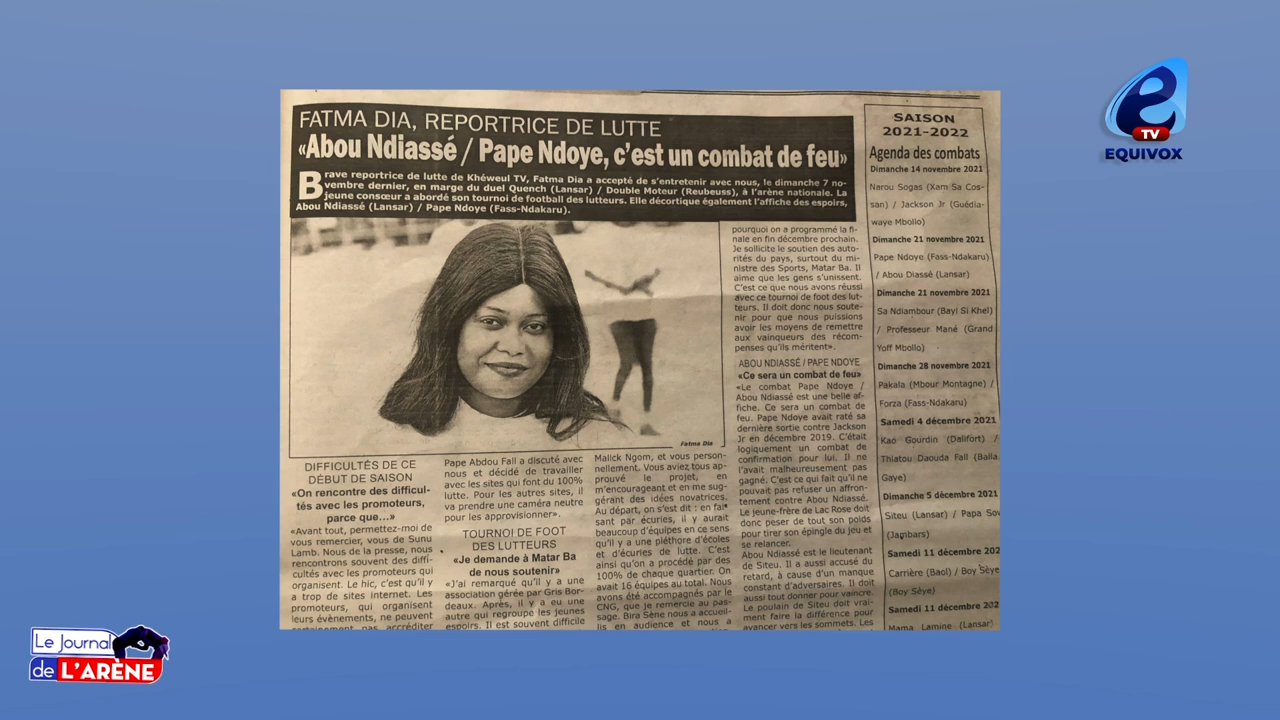 FATMA DIA, REPORTRICE DE LUTTE
«Abou Ndiassé / Pape Ndoye, c'est un combat de feu»
Brave reportrice de lutte de Khéweul TV, Fatma Dia a accepté de s'entretenir avec nous, le dimanche 7 no-
vembre dernier, en marge du duel Quench (Lansar) / Double Moteur (Reubeuss), à l'arène nationale. La
jeune consœur a abordé son tournoi de football des lutteurs. Elle décortique également l'affiche des espoirs,
Abou Ndiassé (Lansar) / Pape Ndoye (Fass-Ndakaru).
Fatma Dia
DIFFICULTÉS DE CE
DÉBUT DE SAISON
«On rencontre des difficul-
tés avec les promoteurs,
parce que...»
«Avant tout, permettez-moi de
vous remercier, vous de Sunu
Lamb. Nous de la presse, nous
rencontrons souvent des diffi-
cultés avec les promoteurs qui
organisent. Le hic, c'est qu'il y
a trop de sites internet. Les
promoteurs, qui organisent
leurs évènements, ne peuvent
certainement pas accréditer
Pape Abdou Fall a discuté avec
nous et décidé de travailler
avec les sites qui font du 100%
lutte. Pour les autres sites, il
va prendre une caméra neutre
pour les approvisionner».
TOURNOI DE FOOT
DES LUTTEURS
«Je demande à Matar Ba
de nous soutenir»
«J'ai remarqué qu'il y a une
association gérée par Gris Bor-
deaux. Après, il y a eu une
autre qui regroupe les jeunes
espoirs. Il est souvent difficile
Malick Ngom, et vous person-
nellement. Vous aviez tous ap-
prouvé le projet, en
m'encourageant et en me sug-
gérant des idées novatrices.
Au départ, on s'est dit : en fai-
sant par écuries, il y aurait
beaucoup d'équipes en ce sens
qu'il y a une pléthore d'écoles
et d'écuries de lutte. C'est
ainsi qu'on a procédé par des
100% de chaque quartier. On
avait 16 équipes au total. Nous
avons été accompagnés par le
CNG, que je remercie au pas-
sage. Bira Sène nous a accueil-
lis en audience et nous a
pourquoi on a programmé la fi-
nale en fin décembre prochain.
Je sollicite le soutien des auto-
rités du pays, surtout du mi-
nistre des Sports, Matar Ba. Il
aime que les gens s'unissent.
C'est ce que nous avons réussi
avec ce tournoi de foot des lut-
teurs. Il doit donc nous soute-
nir pour que nous puissions
avoir les moyens de remettre
aux vainqueurs des récom-
penses qu'ils méritent».
ABOU NDIASSÉ / PAPE NDOYE
«Ce sera un combat de feu»
«Le combat Pape Ndoye /
Abou Ndiassé est une belle af-
fiche. Ce sera un combat de
feu. Pape Ndoye avait raté sa
dernière sortie contre Jackson
Jr en décembre 2019. C'était
logiquement un combat de
confirmation pour lui. Il ne
l'avait malheureusement pas
gagné. C'est ce qui fait qu'il ne
pouvait pas refuser un affron-
tement contre Abou Ndiassé.
Le jeune-frère de Lac Rose doit
donc peser de tout son poids
pour tirer son épingle du jeu et
se relancer.
Abou Ndiassé est le lieutenant
de Siteu. Il a aussi accusé du
retard, à cause d'un manque
constant d'adversaires. Il doit
aussi tout donner pour vaincre.
Le poulain de Siteu doit vrai-
ment faire la différence pour
avancer vers les sommets. Les
SAISON
2021-2022
Agenda des combats
Dimanche 14 novembre 2021
Narou Sogas (Xam Sa Cos-
san) / Jackson Jr (Guédia-
waye Mbollo)
Dimanche 21 novembre 2021
Pape Ndoye (Fass-Ndakaru)
/ Abou Diassé (Lansar)
Dimanche 21 novembre 2021
Sa Ndiambour (Bayi Si Khel)
/ Professeur Mané (Grand
Yoff Mbollo)
Dimanche 28 novembre 2021
Pakala (Mbour Montagne) /
Forza (Fass-Ndakaru)
Samedi 4 décembre 2021
Kao Gourdin (Dalifort) /
Thiatou Daouda Fall (Balla
Gaye)
Dimanche 5 décembre 2021
Siteu (Lansar) / Papa Sow
(Jambars)
Samedi 11 décembre 202
Carrière (Baol) / Boy Sèye
(Boy Sèye)
Samedi 11 décembre 202
Mama Lamine (Lansar)
e
TV
EQUIVOX
Le Journal
de L'ARÈNE